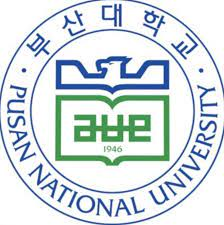 부산대학교
1946
PUSAN NATIONAL UNIVERSITY